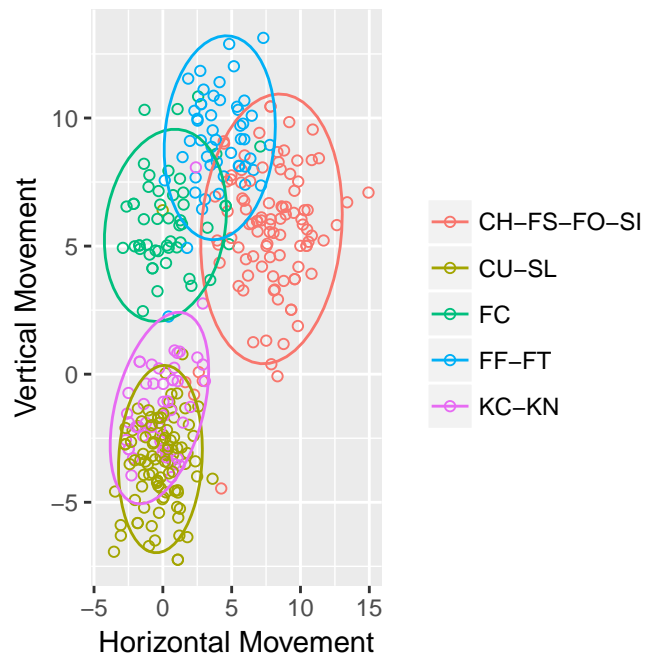 10
5
0
−5
Vertical Movement
−5
0
5
10
15
Horizontal Movement
CH−FS−FO−SI
CU−SL
FC
FF−FT
KC−KN